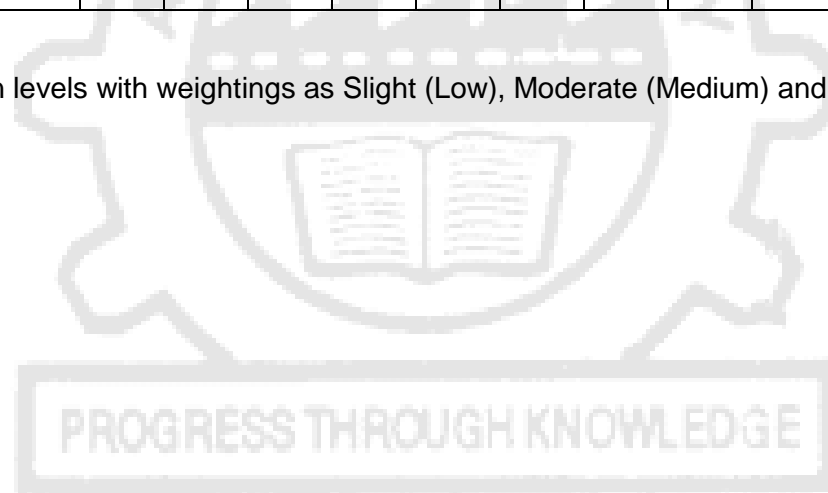 n levels with weightings as Slight (Low), Moderate (Medium) and
PROGRESS THROUGH KNOWLEDGE